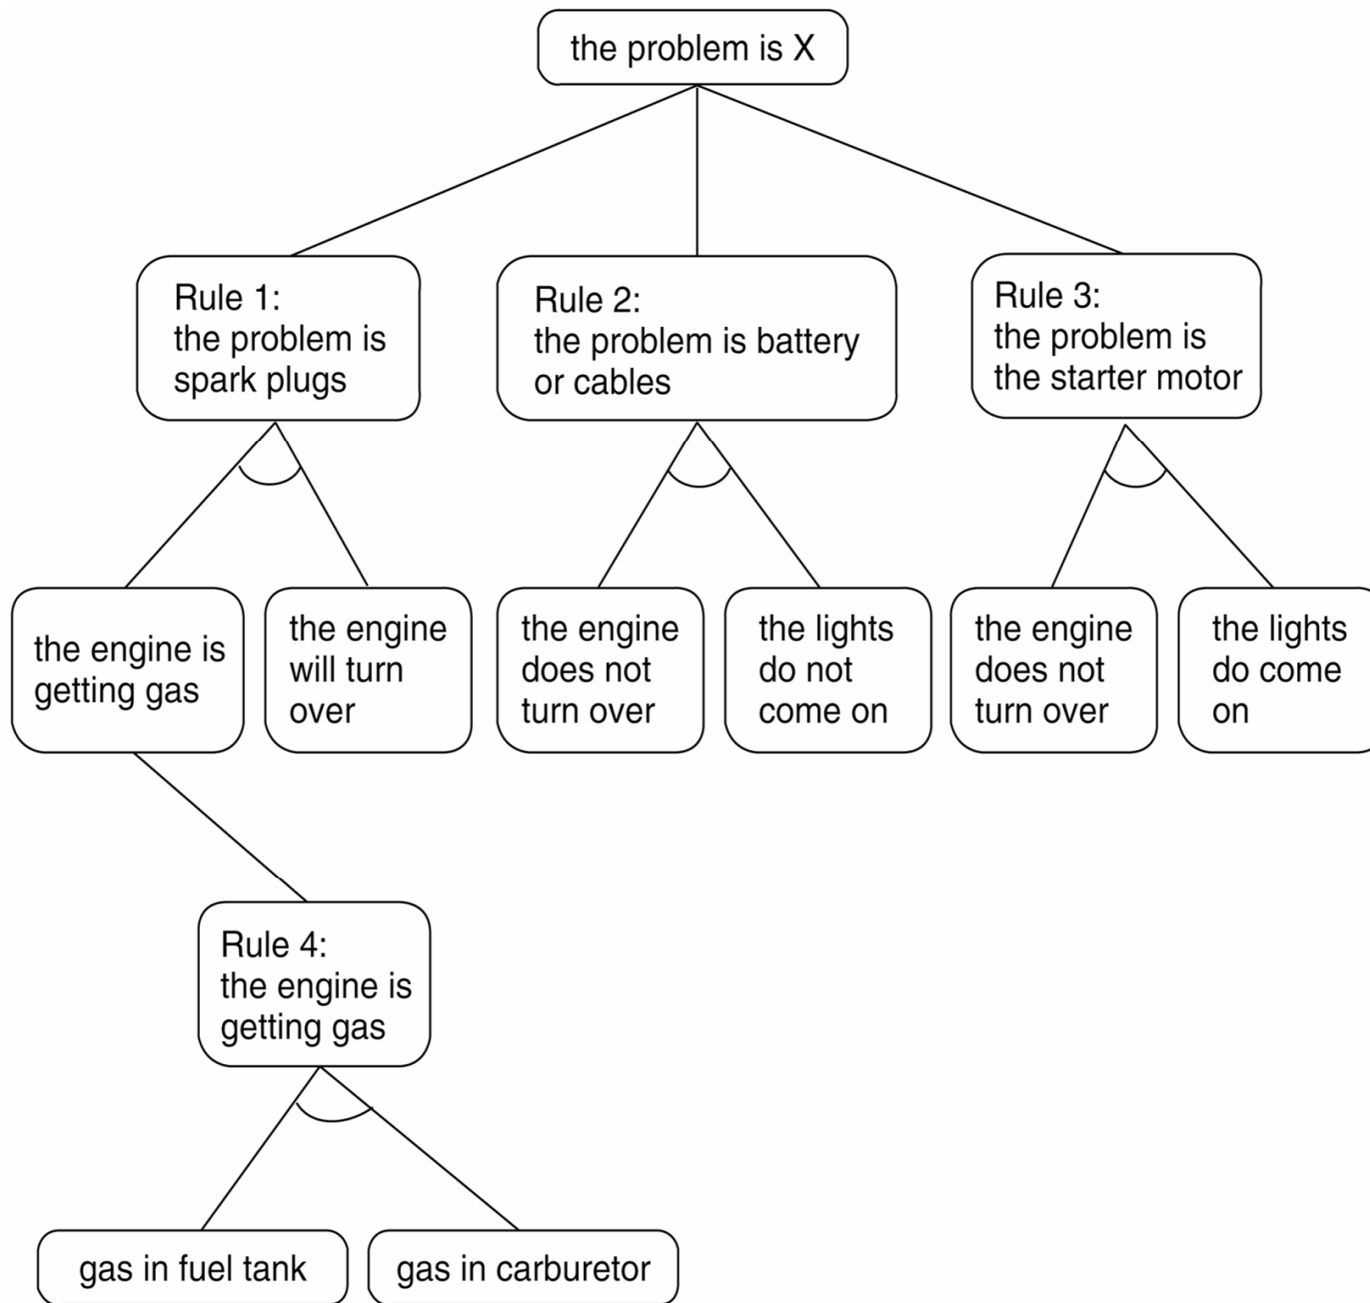 the problem is X
Rule 1:
the problem is
spark plugs
Rule 2:
the problem is battery
or cables
Rule 3:
the problem is
the starter motor
the engine is
getting gas
the engine
will turn
over
the engine
does not
turn over
the lights
do not
come on
the engine
does not
turn over
the lights
do come
on
Rule 4:
the engine is
getting gas
gas in fuel tank
gas in carburetor